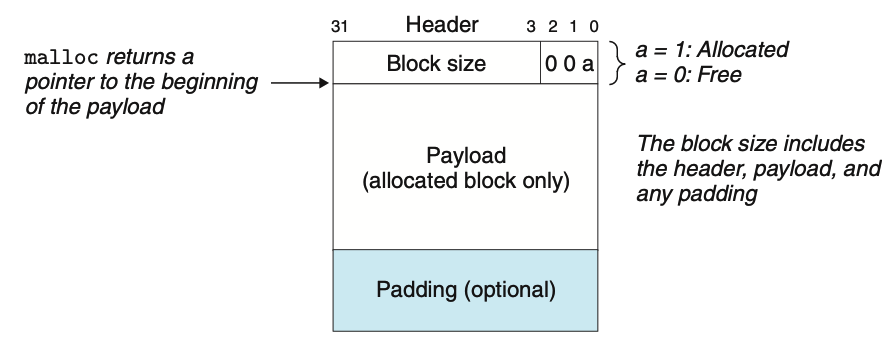 31 Header 3 2 1 0
malloc returns a
pointer to the beginning
of the payload
Block size
0 0 a
a = 1: Allocated
a = 0: Free
Payload
(allocated block only)
The block size includes
the header, payload, and
any padding
Padding (optional)